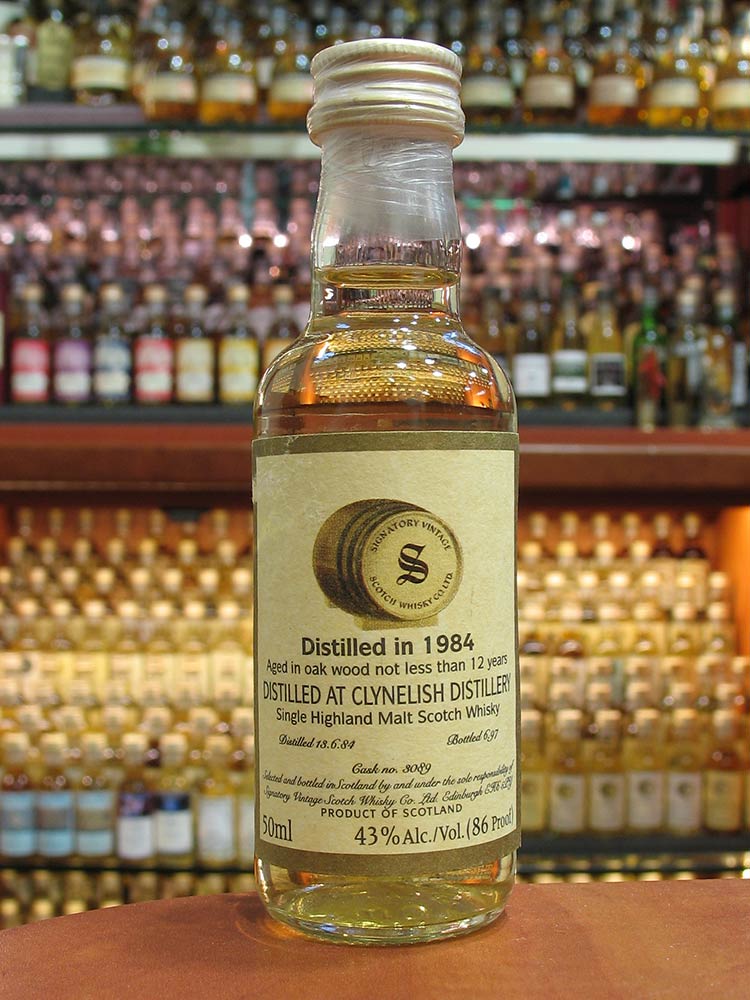 SIGNATORY VINTAGE
S
SCOTCH WHISKY CO. LTD.
Distilled in 1984
Aged in oak wood not less than 12 years
DISTILLED AT CLYNELISH DISTILLERY
Single Highland Malt Scotch Whisky
Distilled 13.6.84 Bottled 6.97
Cask no. 3089
Selected and bottled in Scotland by and under the sole responsibility of
Signatory Vintage Scotch Whisky Co. Ltd. Edinburgh
PRODUCT OF SCOTLAND
50ml 43% Alc./Vol. (86 Proof)